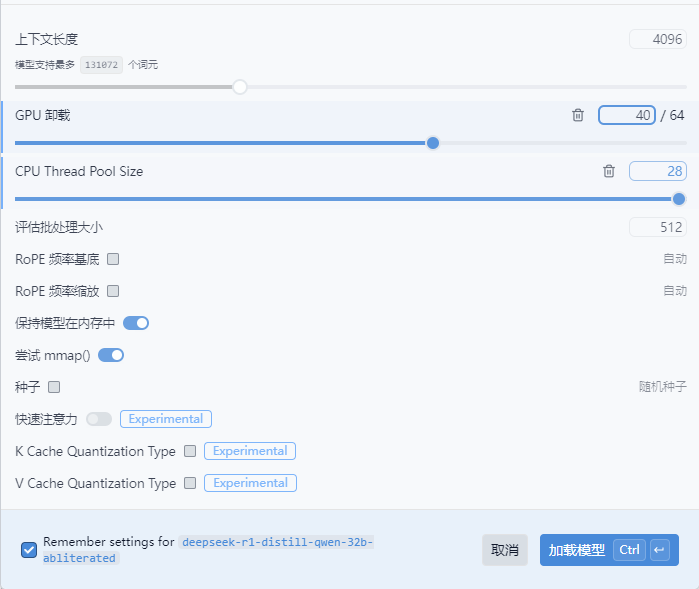 上下文长度 4096
模型支持最多 131072 个词元
GPU 卸载 40 / 64
CPU Thread Pool Size 28
评估批处理大小 512
RoPE 频率基底 自动
RoPE 频率缩放 自动
保持模型在内存中
尝试 mmap()
种子 随机种子
快速注意力 Experimental
K Cache Quantization Type Experimental
V Cache Quantization Type Experimental
Remember settings for deepseek-r1-distill-qwen-32b-
abliterated
取消 加载模型 Ctrl ↩